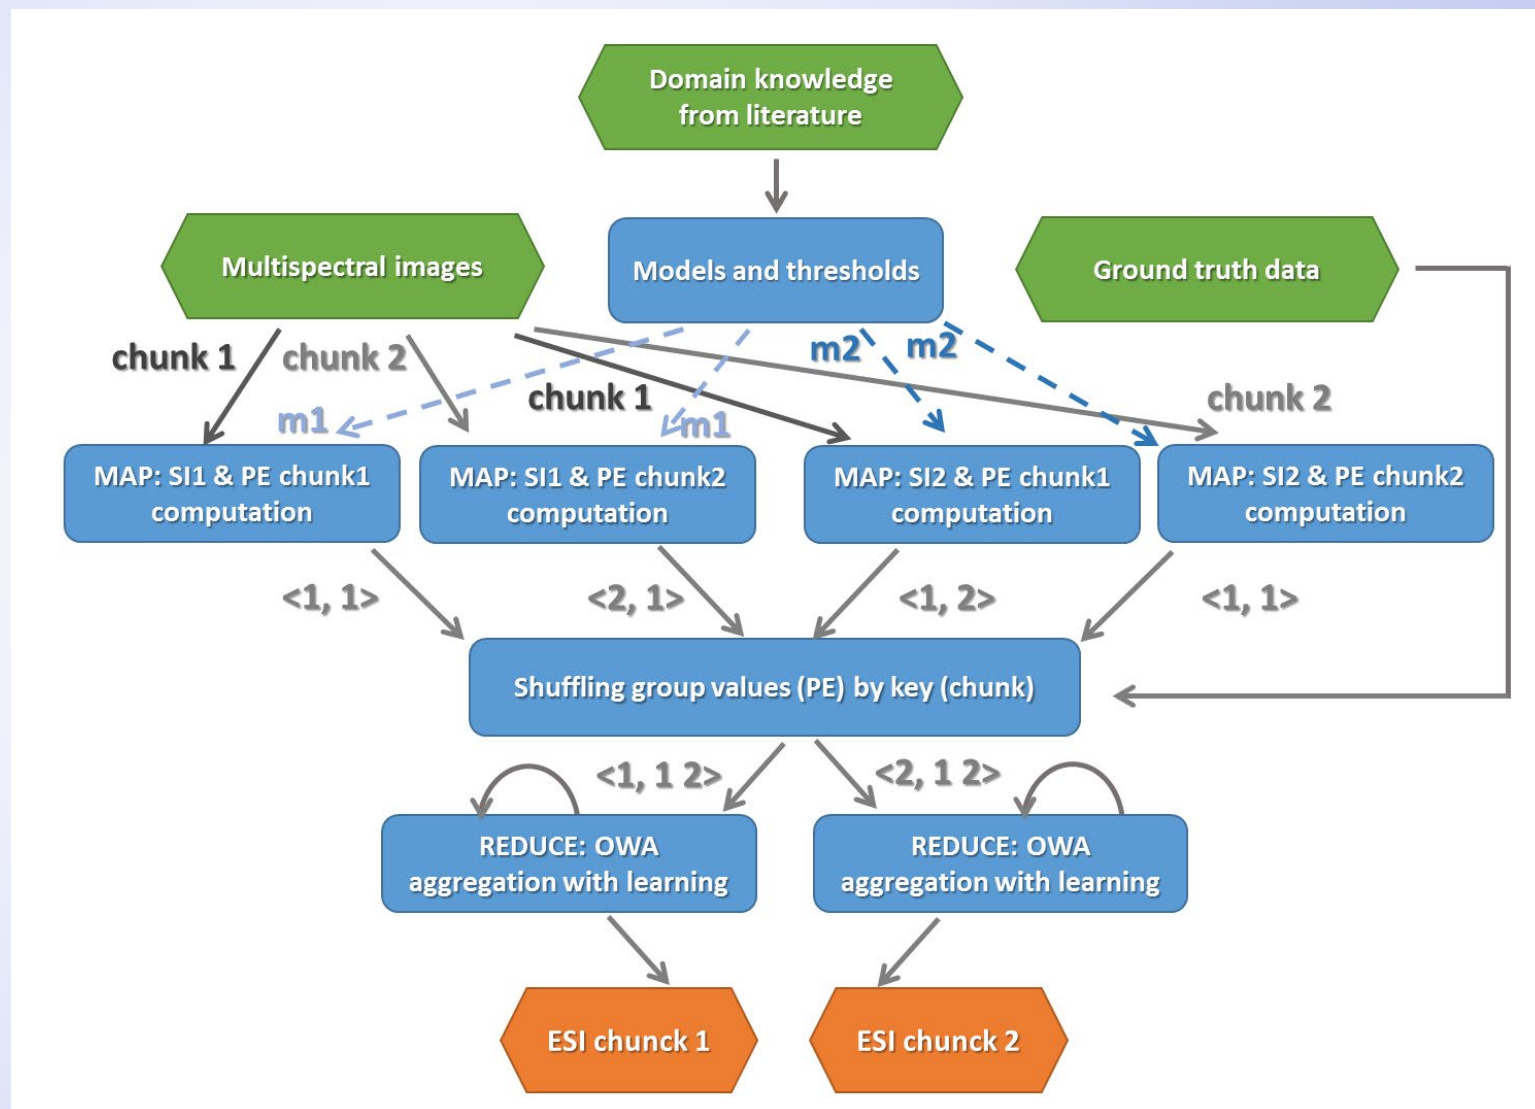 Domain knowledge
from literature
Multispectral images
Models and thresholds
Ground truth data
chunk 1
chunk 2
m2
m2
chunk 1
chunk 2
m1
m1
MAP: SI1 & PE chunk1
computation
MAP: SI1 & PE chunk2
computation
MAP: SI2 & PE chunk1
computation
MAP: SI2 & PE chunk2
computation
<1, 1>
<2, 1>
<1, 2>
<1, 1>
Shuffling group values (PE) by key (chunk)
<1, 1 2>
<2, 1 2>
REDUCE: OWA
aggregation with learning
REDUCE: OWA
aggregation with learning
ESI chunck 1
ESI chunck 2